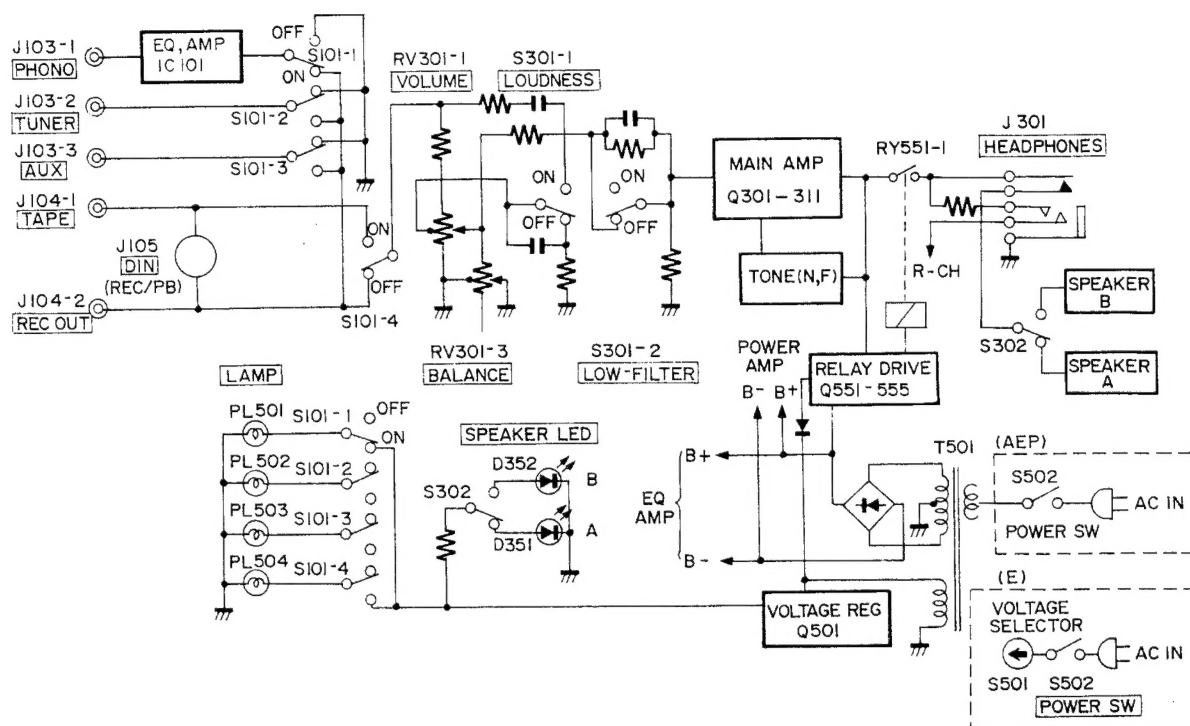 J103-1
PHONO
EQ, AMP
IC101
OFF
S101-1
ON
J103-2
TUNER
S101-2
J103-3
AUX
S101-3
J104-1
TAPE
J105
DIN
(REC/PB)
ON
OFF
J104-2
REC OUT
S101-4
RV301-1
VOLUME
S301-1
LOUDNESS
ON
OFF
ON
OFF
RV301-3
BALANCE
S301-2
LOW-FILTER
MAIN AMP
Q301-311
TONE(N,F)
RY551-1
J301
HEADPHONES
R-CH
SPEAKER
B
S302
SPEAKER
A
POWER
AMP
B- B+
RELAY DRIVE
Q551-555
LAMP
PL501
S101-1
OFF
ON
PL502
S101-2
PL503
S101-3
PL504
S101-4
SPEAKER LED
D352
B
S302
D351
A
B+
EQ
AMP
B-
T501
(AEP)
S502
AC IN
POWER SW
VOLTAGE REG
Q501
(E)
VOLTAGE
SELECTOR
AC IN
S501
S502
POWER SW